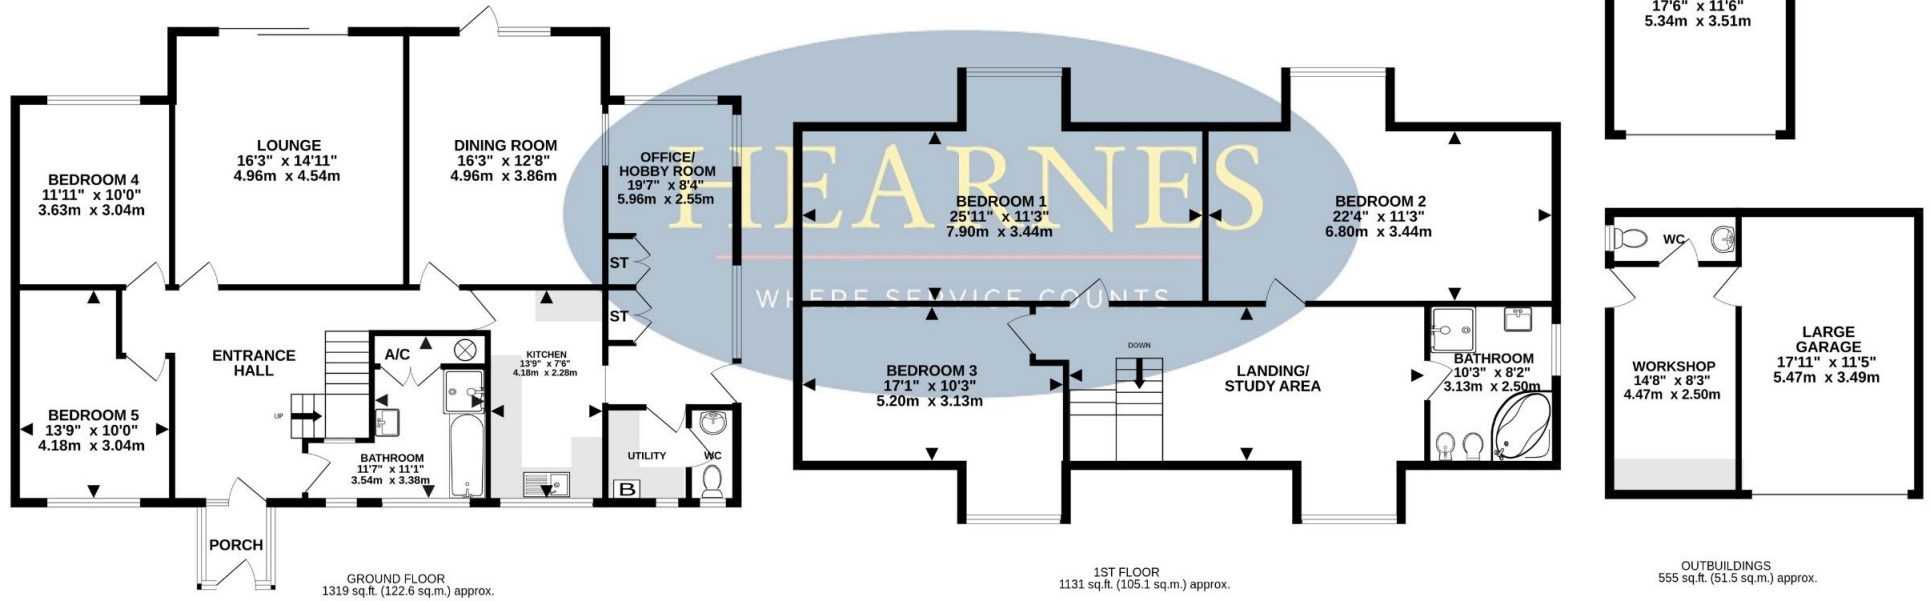 LOUNGE
16'3" x 14'11"
4.96m x 4.54m
DINING ROOM
16'3" x 12'8"
4.96m x 3.86m
BEDROOM 4
11'11" x 10'0"
3.63m x 3.04m
OFFICE/
HOBBY ROOM
19'7" x 8'4"
5.96m x 2.55m
ST
ST
ENTRANCE
HALL
A/C
KITCHEN
13'9" x 7'6"
4.18m x 2.28m
BEDROOM 5
13'9" x 10'0"
4.18m x 3.04m
UP
BATHROOM
11'7" x 11'1"
3.54m x 3.38m
UTILITY
WC
B
PORCH
GROUND FLOOR
1319 sq.ft. (122.6 sq.m.) approx.
HEARNES
WHERE SERVICE COUNTS
BEDROOM 1
25'11" x 11'3"
7.90m x 3.44m
BEDROOM 2
22'4" x 11'3"
6.80m x 3.44m
BEDROOM 3
17'1" x 10'3"
5.20m x 3.13m
DOWN
LANDING/
STUDY AREA
BATHROOM
10'3" x 8'2"
3.13m x 2.50m
1ST FLOOR
1131 sq.ft. (105.1 sq.m.) approx.
17'6" x 11'6"
5.34m x 3.51m
WC
WORKSHOP
14'8" x 8'3"
4.47m x 2.50m
LARGE
GARAGE
17'11" x 11'5"
5.47m x 3.49m
OUTBUILDINGS
555 sq.ft. (51.5 sq.m.) approx.